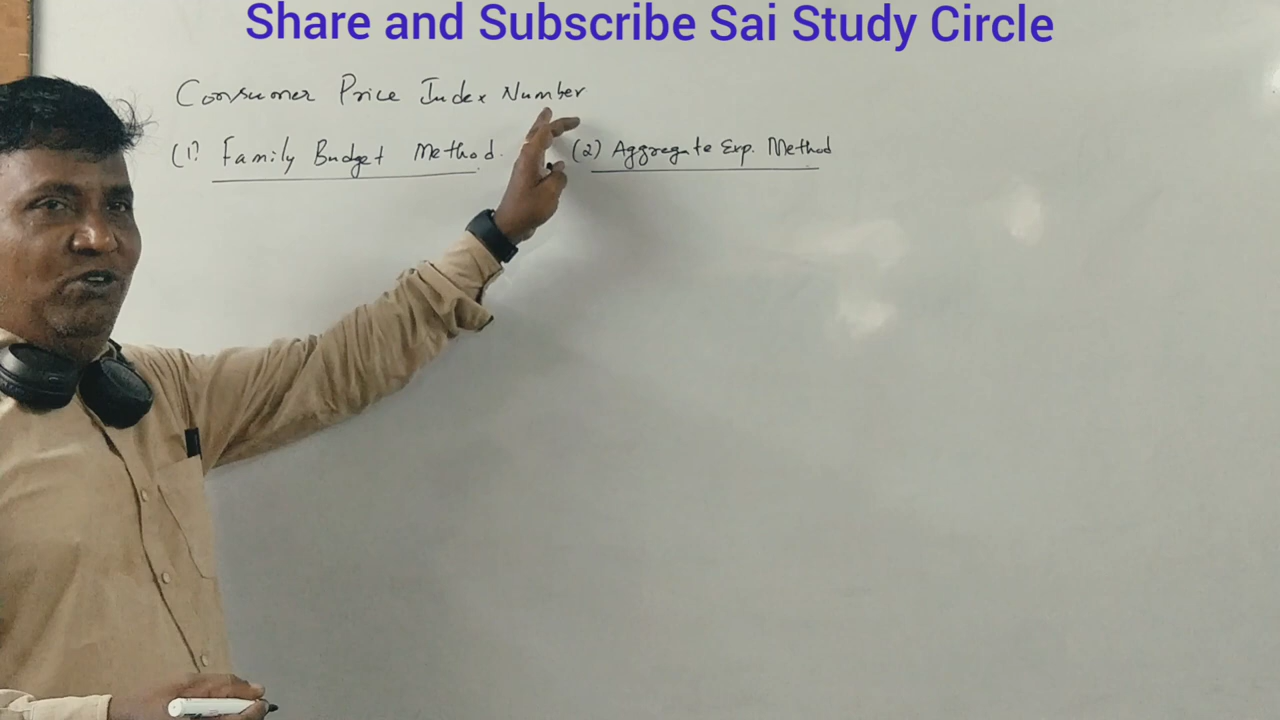 Share and Subscribe Sai Study Circle
Consumer Price Index Number
(1) Family Budget Method. (2) Aggregate Exp. Method